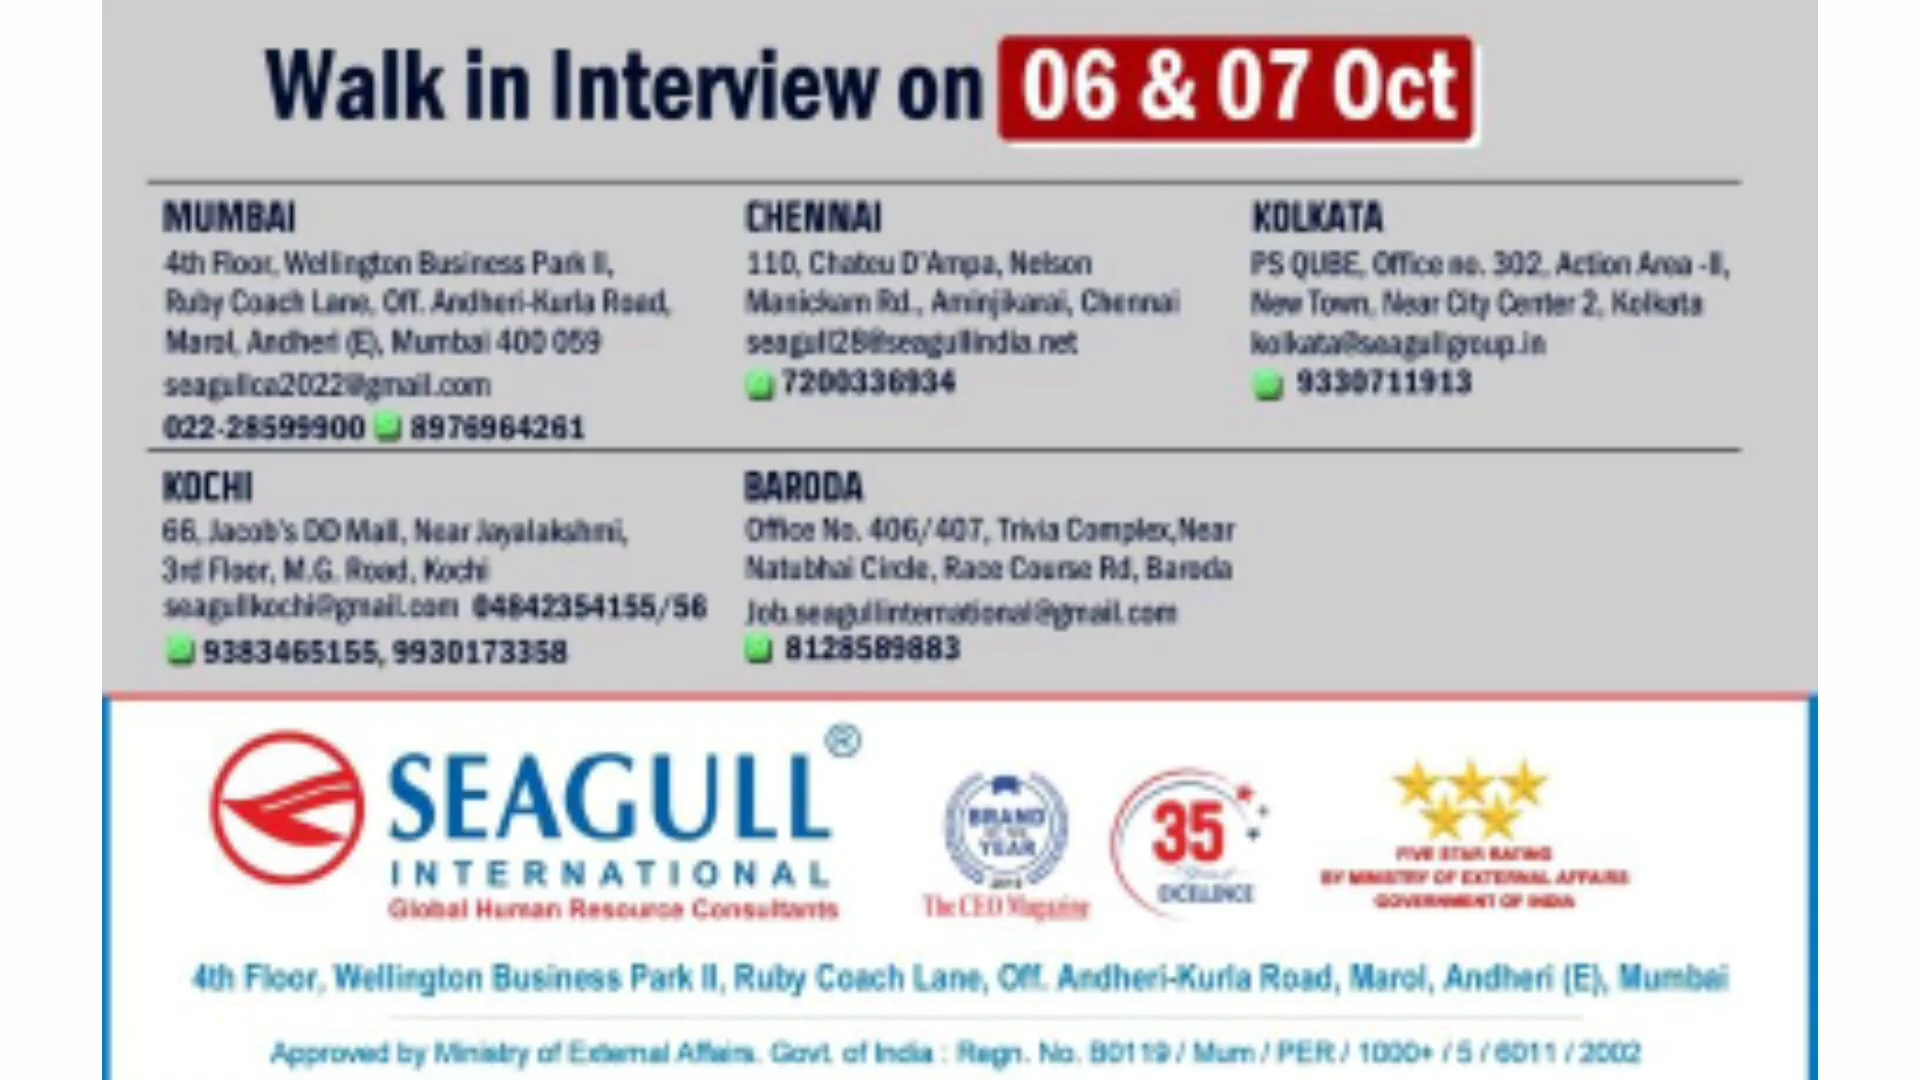 Walk in Interview on 06 & 07 Oct
MUMBAI
4th Floor, Wellington Business Park II,
Ruby Coach Lane, Off. Andheri-Kurla Road,
Marol, Andheri (E), Mumbai 400 059
seagullca2022@gmail.com
022-28599900 8976964261
CHENNAI
110, Chateu D'Ampa, Nelson
Manickam Rd., Aminjikarai, Chennai
seagull28@seagullindia.net
7200336934
KOLKATA
PS QUBE, Office no. 302, Action Area -II,
New Town, Near City Center 2, Kolkata
kolkata@seagullgroup.in
9330711913
KOCHI
66, Jacob's DD Mall, Near Jayalakshmi,
3rd Floor, M.G. Road, Kochi
seagullkochi@gmail.com 04842354155/56
9383465155, 9930173358
BARODA
Office No. 406/407, Trivia Complex,Near
Natubhai Circle, Race Course Rd, Baroda
Job.seagullinternational@gmail.com
8128589883
SEAGULL®
INTERNATIONAL
Global Human Resource Consultants
BRAND
OF THE
YEAR
The CEO Magazine
35
EXCELLENCE
FIVE STAR RATING
BY MINISTRY OF EXTERNAL AFFAIRS
GOVERNMENT OF INDIA
4th Floor, Wellington Business Park II, Ruby Coach Lane, Off. Andheri-Kurla Road, Marol, Andheri (E), Mumbai
Approved by Ministry of External Affairs. Govt. of India : Regn. No. B0119 / Mum / PER / 1000+ / 5 / 6011 / 2002